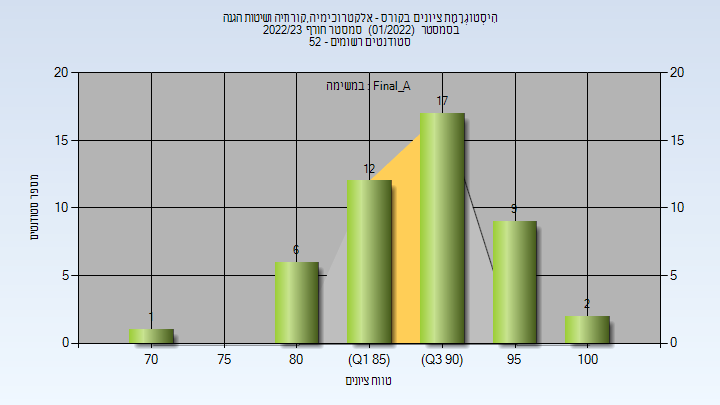 היסטוגרמת ציונים בקורס - אלקטרוכימיה,קורוזיה ושיטות הגנה
בסמסטר (01/2022) סמסטר חורף 2022/23
סטודנטים רשומים - 52
במשימה : Final_A
20 20
15 15
10 10
5 5
0 0
מספר סטודנטים
1 6 12 17 9 2
70 75 80 (Q1 85) (Q3 90) 95 100
טווח ציונים